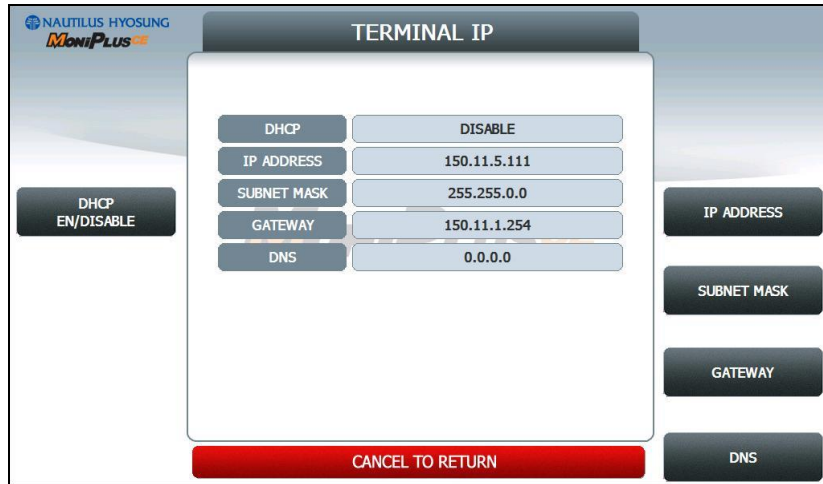 NAUTILUS HYOSUNG
MoniPlusCE
TERMINAL IP
DHCP DISABLE
IP ADDRESS 150.11.5.111
SUBNET MASK 255.255.0.0
GATEWAY 150.11.1.254
DNS 0.0.0.0
DHCP
EN/DISABLE
IP ADDRESS
SUBNET MASK
GATEWAY
DNS
CANCEL TO RETURN